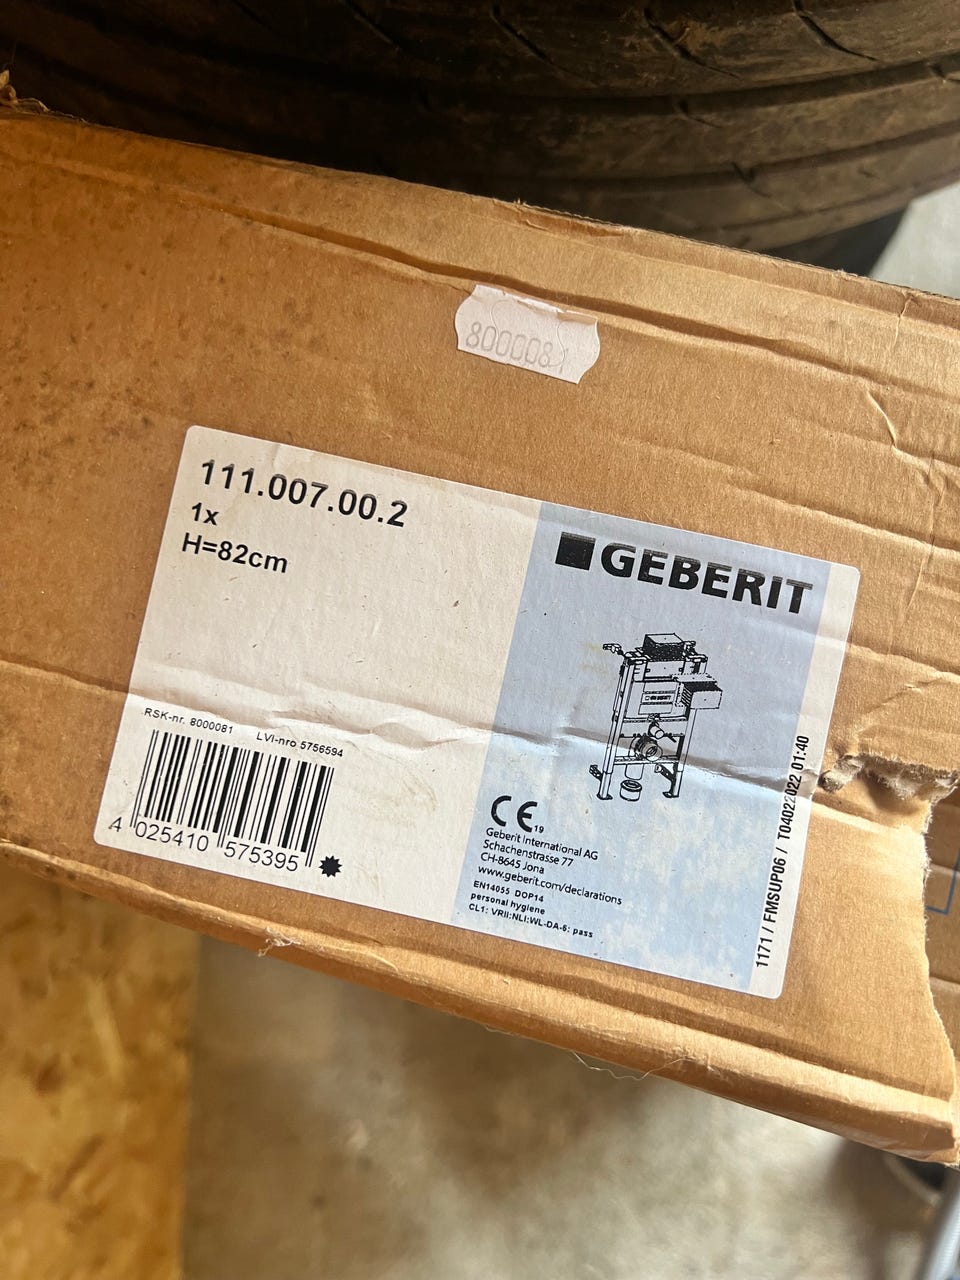 8000081
111.007.00.2
1x
H=82cm
GEBERIT
GEBERIT
RSK-nr. 8000081 LVI-nro 5756594
4 025410 575395
CE 19
Geberit International AG
Schachenstrasse 77
CH-8645 Jona
www.geberit.com/declarations
EN14055 DOP14
personal hygiene
CL1: VRII:NLI:WL-DA-6: pass
1171 / FMSUP06 / T04022022 01:40